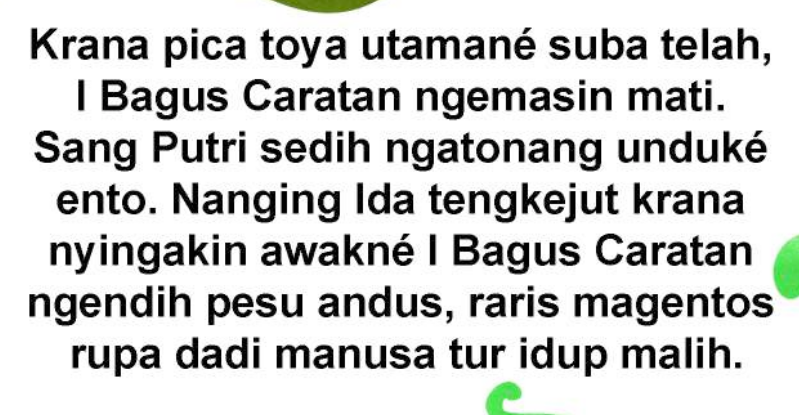 Krana pica toya utamané suba telah,
I Bagus Caratan ngemasin mati.
Sang Putri sedih ngatonang unduké
ento. Nanging Ida tengkejut krana
nyingakin awakné I Bagus Caratan
ngendih pesu andus, raris magentos
rupa dadi manusa tur idup malih.